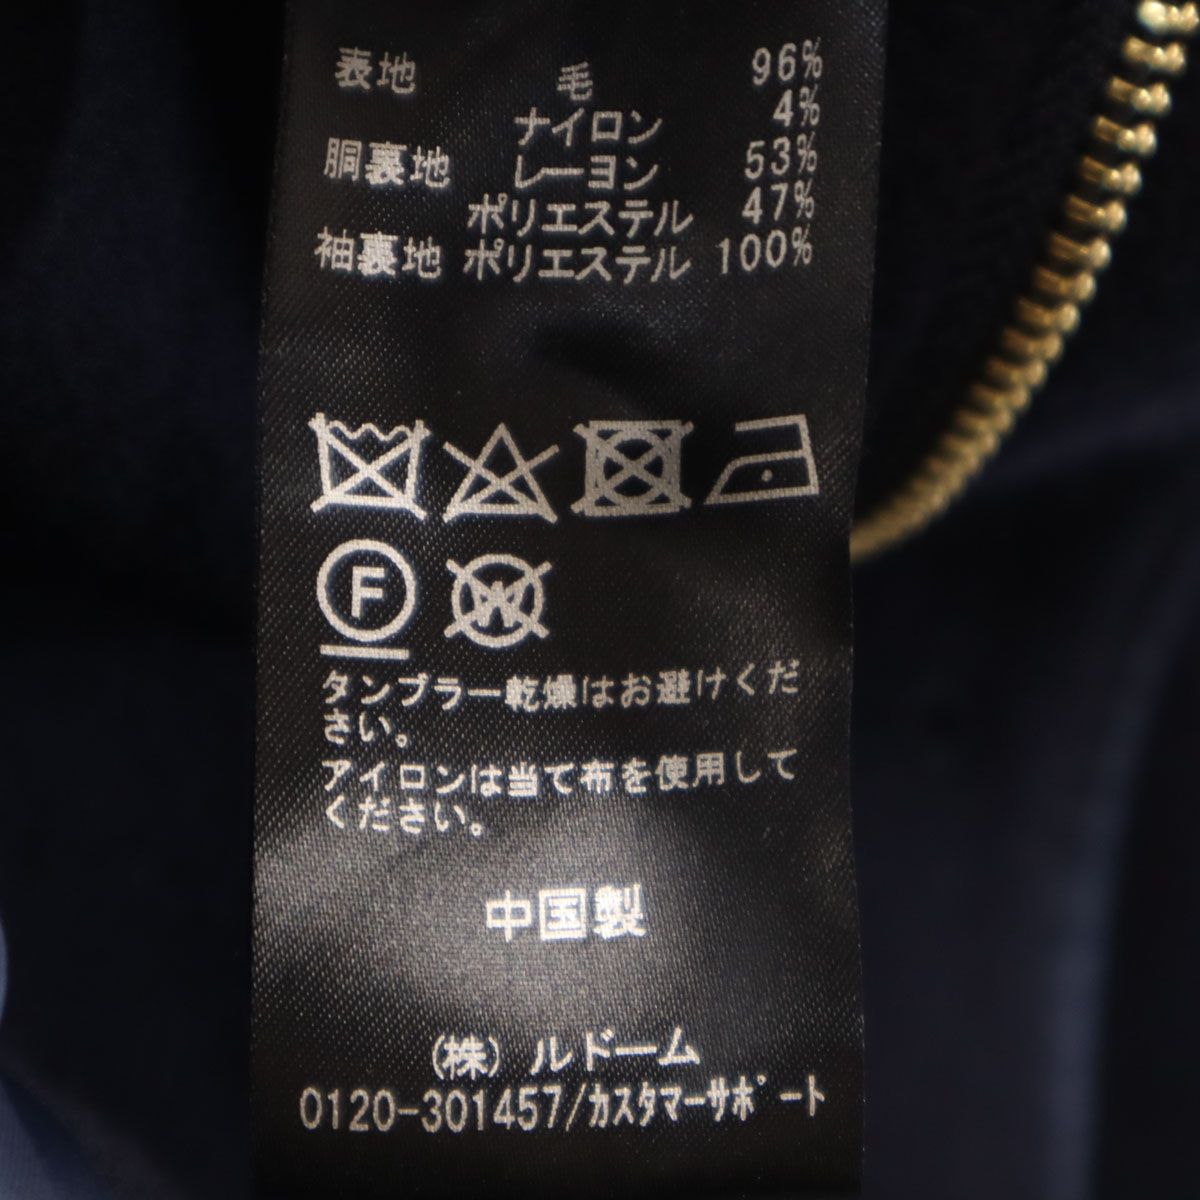 表地 毛 96%
ナイロン 4%
胴裏地 レーヨン 53%
ポリエステル 47%
袖裏地 ポリエステル 100%
F W
タンブラー乾燥はお避けくだ
さい。
アイロンは当て布を使用して
ください。
中国製
(株) ルドーム
0120-301457/ｶｽﾀﾏｰｻﾎﾟｰﾄ